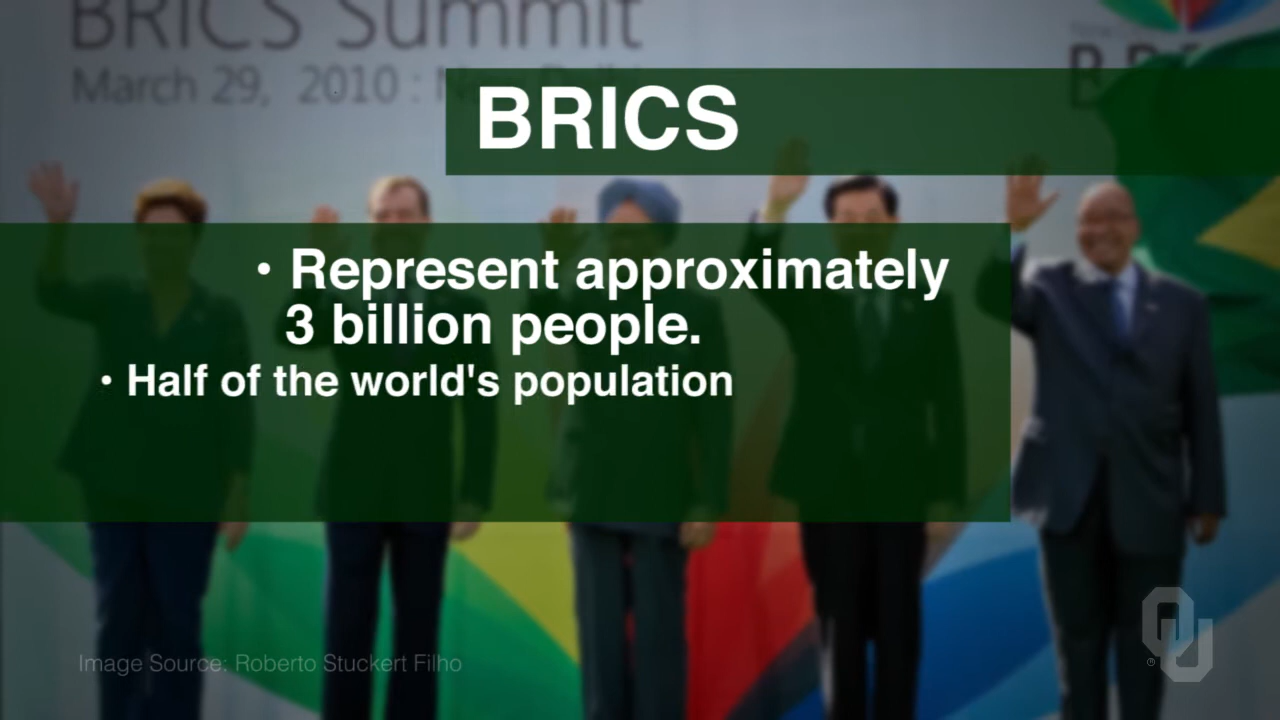 BRICS Summit
March 29, 2010 :
BRICS
• Represent approximately
3 billion people.
• Half of the world's population
Image Source: Roberto Stuckert Filho
OU